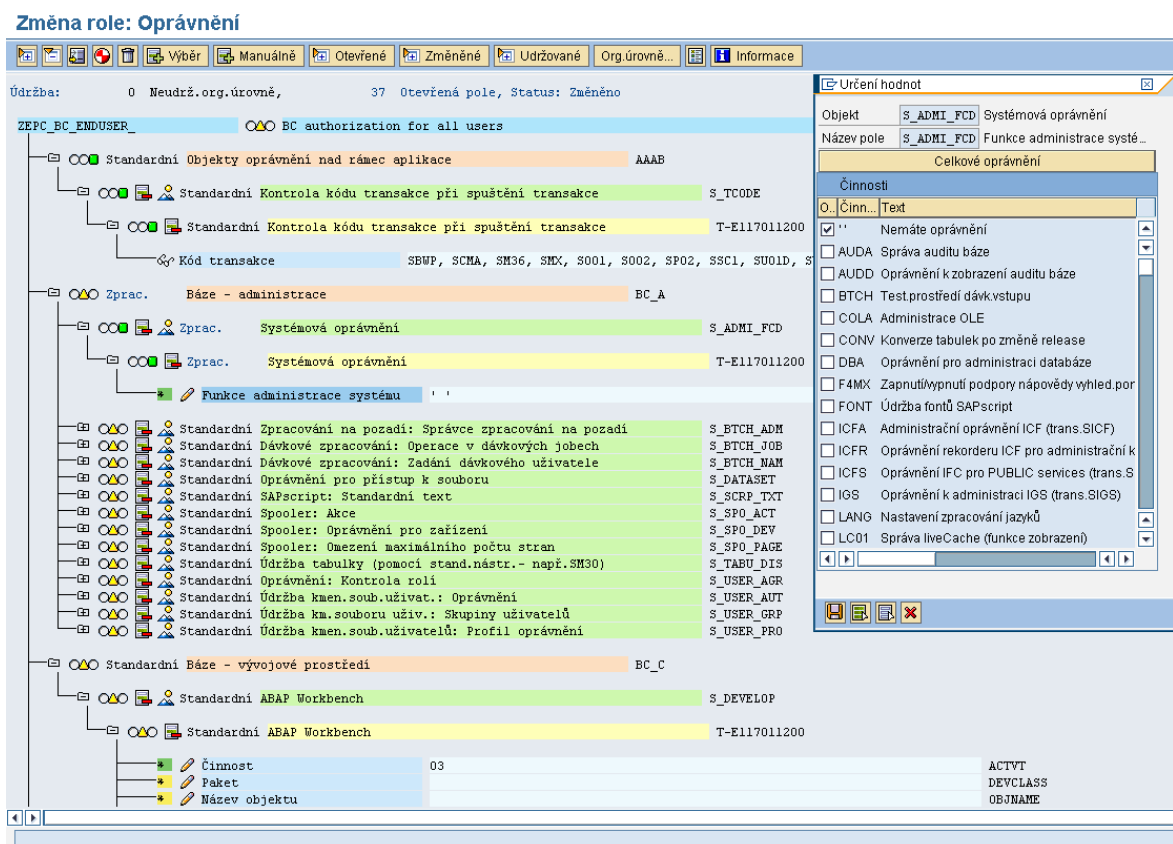 Změna role: Oprávnění
Výběr Manuálně Otevřené Změněné Udržované Org.úrovně... Informace
Údržba: 0 Neudrž.org.úrovně, 37 Otevřená pole, Status: Změněno
ZEPC_BC_ENDUSER_ BC authorization for all users
Standardní Objekty oprávnění nad rámec aplikace AAAB
Standardní Kontrola kódu transakce při spuštění transakce S_TCODE
Standardní Kontrola kódu transakce při spuštění transakce T-E117011200
Kód transakce SBWP, SCMA, SM36, SMX, SO01, SO02, SP02, SSC1, SU01D,
Zprac. Báze - administrace BC_A
Zprac. Systémová oprávnění S_ADMI_FCD
Zprac. Systémová oprávnění T-E117011200
* Funkce administrace systému ' '
Standardní Zpracování na pozadí: Správce zpracování na pozadí S_BTCH_ADM
Standardní Dávkové zpracování: Operace v dávkových jobech S_BTCH_JOB
Standardní Dávkové zpracování: Zadání dávkového uživatele S_BTCH_NAM
Standardní Oprávnění pro přístup k souboru S_DATASET
Standardní SAPscript: Standardní text S_SCRP_TXT
Standardní Spooler: Akce S_SPO_ACT
Standardní Spooler: Oprávnění pro zařízení S_SPO_DEV
Standardní Spooler: Omezení maximálního počtu stran S_SPO_PAGE
Standardní Údržba tabulky (pomocí stand.nástr.- např.SM30) S_TABU_DIS
Standardní Oprávnění: Kontrola rolí S_USER_AGR
Standardní Údržba kmen.soub.uživat.: Oprávnění S_USER_AUT
Standardní Údržba km.souboru uživ.: Skupiny uživatelů S_USER_GRP
Standardní Údržba kmen.soub.uživatelů: Profil oprávnění S_USER_PRO
Standardní Báze - vývojové prostředí BC_C
Standardní ABAP Workbench S_DEVELOP
Standardní ABAP Workbench T-E117011200
* Činnost 03 ACTVT
* Paket DEVCLASS
* Název objektu OBJNAME
Určení hodnot
Objekt S_ADMI_FCD Systémová oprávnění
Název pole S_ADMI_FCD Funkce administrace systé...
Celkové oprávnění
Činnosti
O.. Činn... Text
' ' Nemáte oprávnění
AUDA Správa auditu báze
AUDD Oprávnění k zobrazení auditu báze
BTCH Test.prostředí dávk.vstupu
COLA Administrace OLE
CONV Konverze tabulek po změně release
DBA Oprávnění pro administraci databáze
F4MX Zapnutí/vypnutí podpory nápovědy vyhled.por
FONT Údržba fontů SAPscript
ICFA Administrační oprávnění ICF (trans.SICF)
ICFR Oprávnění rekorderu ICF pro administrační k
ICFS Oprávnění IFC pro PUBLIC services (trans.S
IGS Oprávnění k administraci IGS (trans.SIGS)
LANG Nastavení zpracování jazyků
LC01 Správa liveCache (funkce zobrazení)